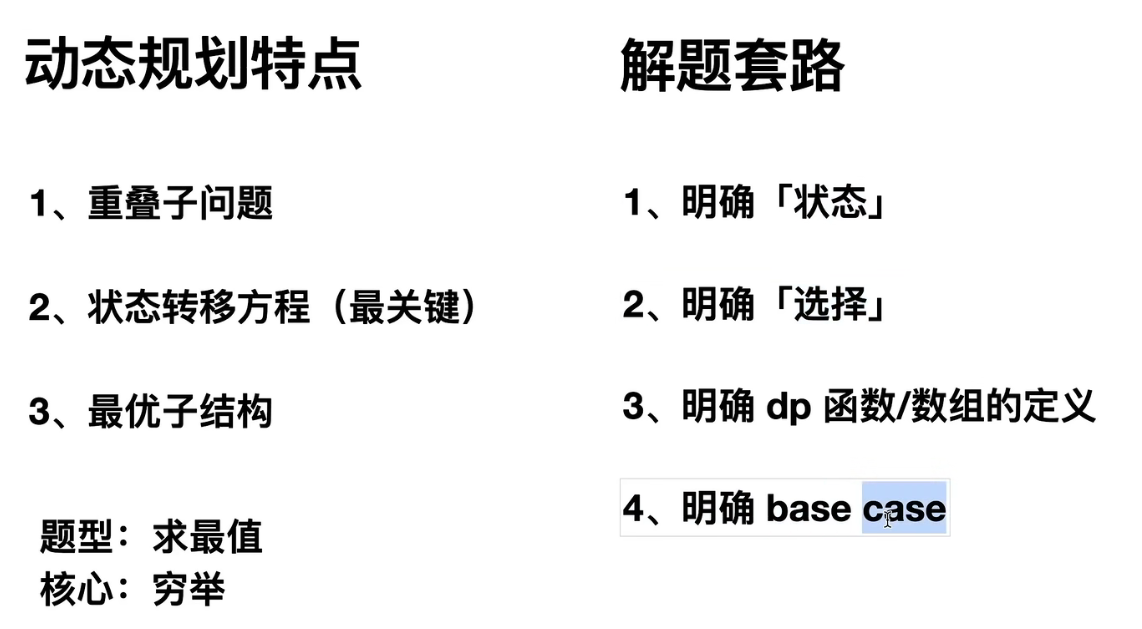 动态规划特点
1、重叠子问题
2、状态转移方程（最关键）
3、最优子结构
题型：求最值
核心：穷举
解题套路
1、明确「状态」
2、明确「选择」
3、明确 dp 函数/数组的定义
4、明确 base case